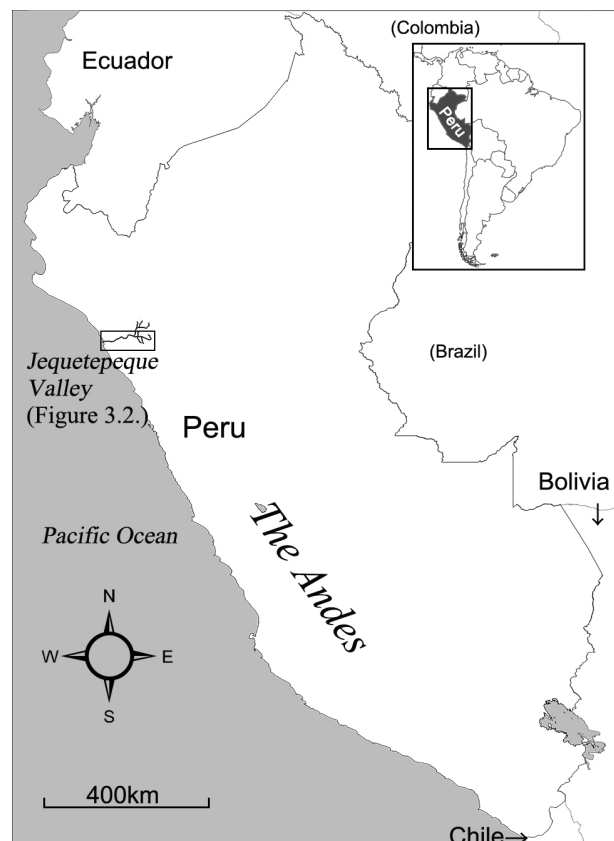 (Colombia)
Ecuador
Peru
(Brazil)
Jequetepeque
Valley
(Figure 3.2.)
Peru
Bolivia
The Andes
Pacific Ocean
N
W E
S
400km
Chile